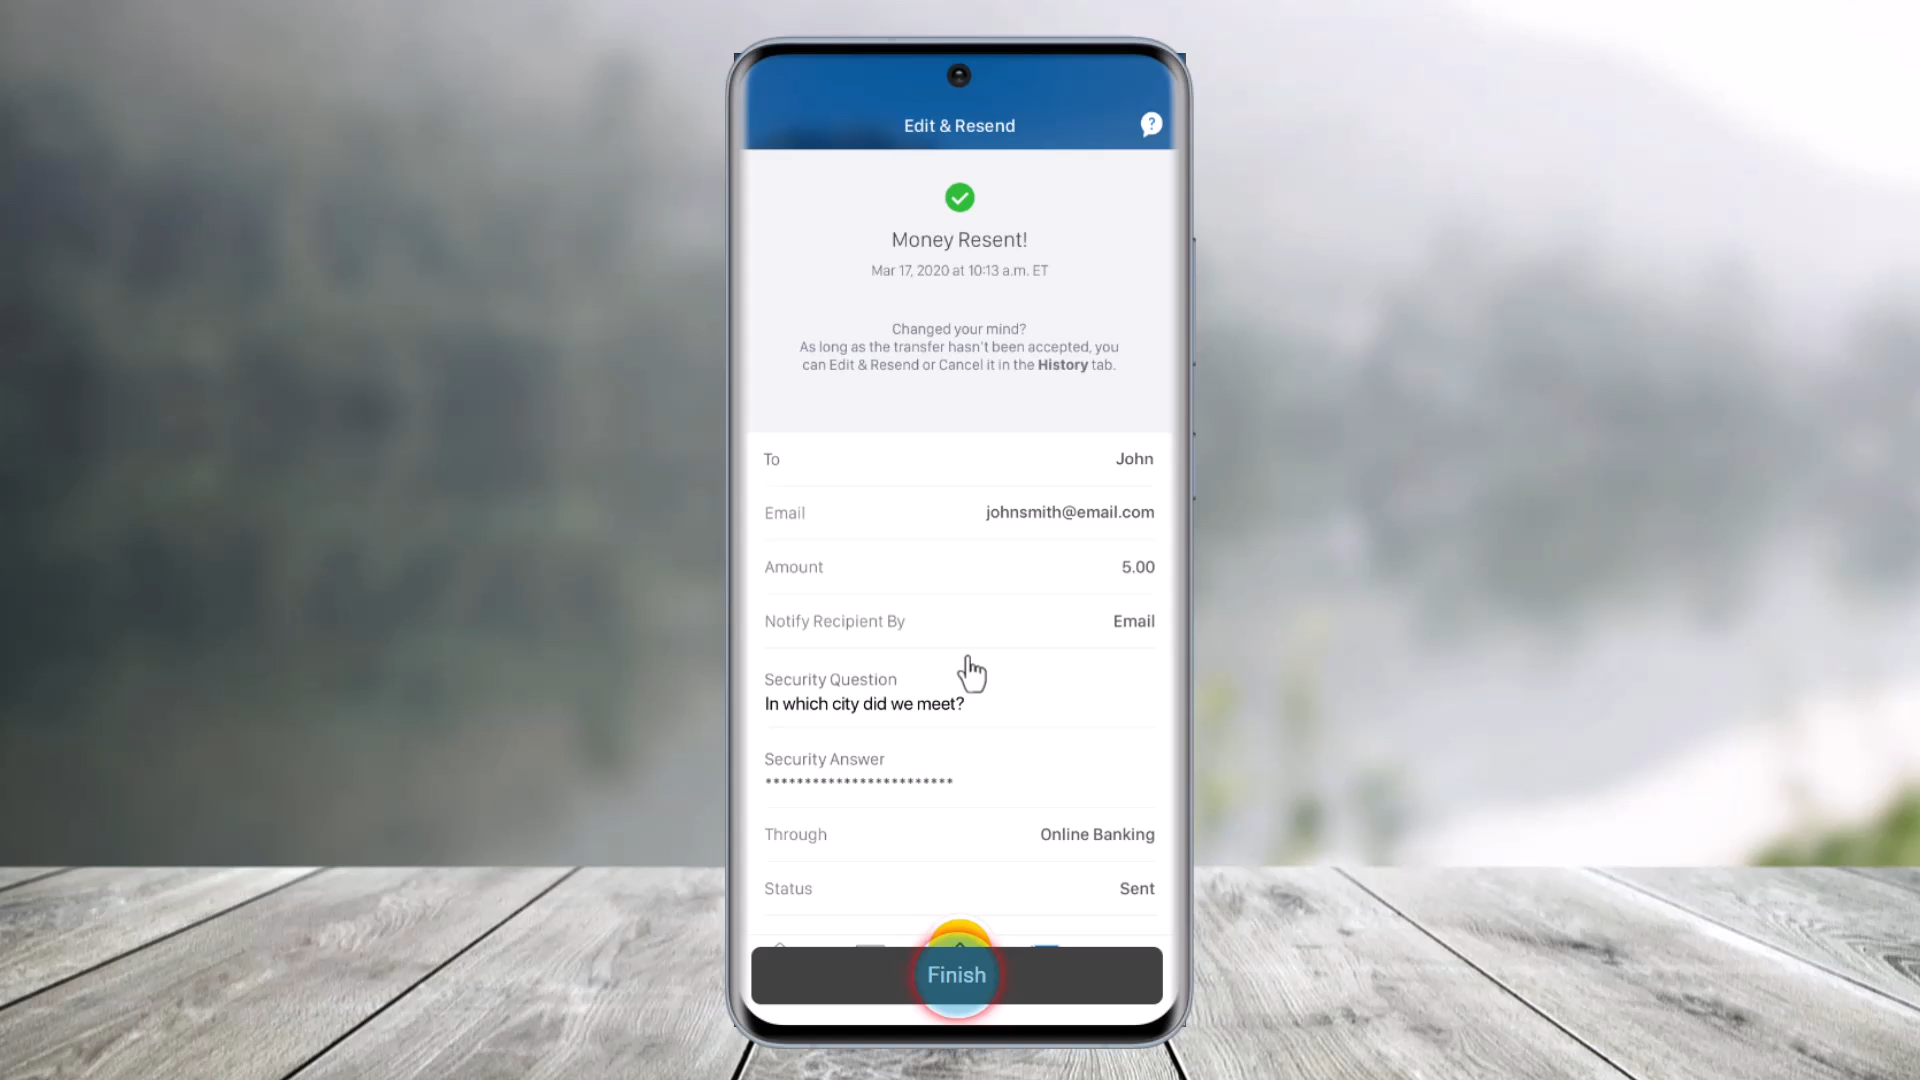 Edit & Resend
?
Money Resent!
Mar 17, 2020 at 10:13 a.m. ET
Changed your mind?
As long as the transfer hasn't been accepted, you
can Edit & Resend or Cancel it in the History tab.
To John
Email johnsmith@email.com
Amount 5.00
Notify Recipient By Email
Security Question
In which city did we meet?
Security Answer
************************
Through Online Banking
Status Sent
Finish